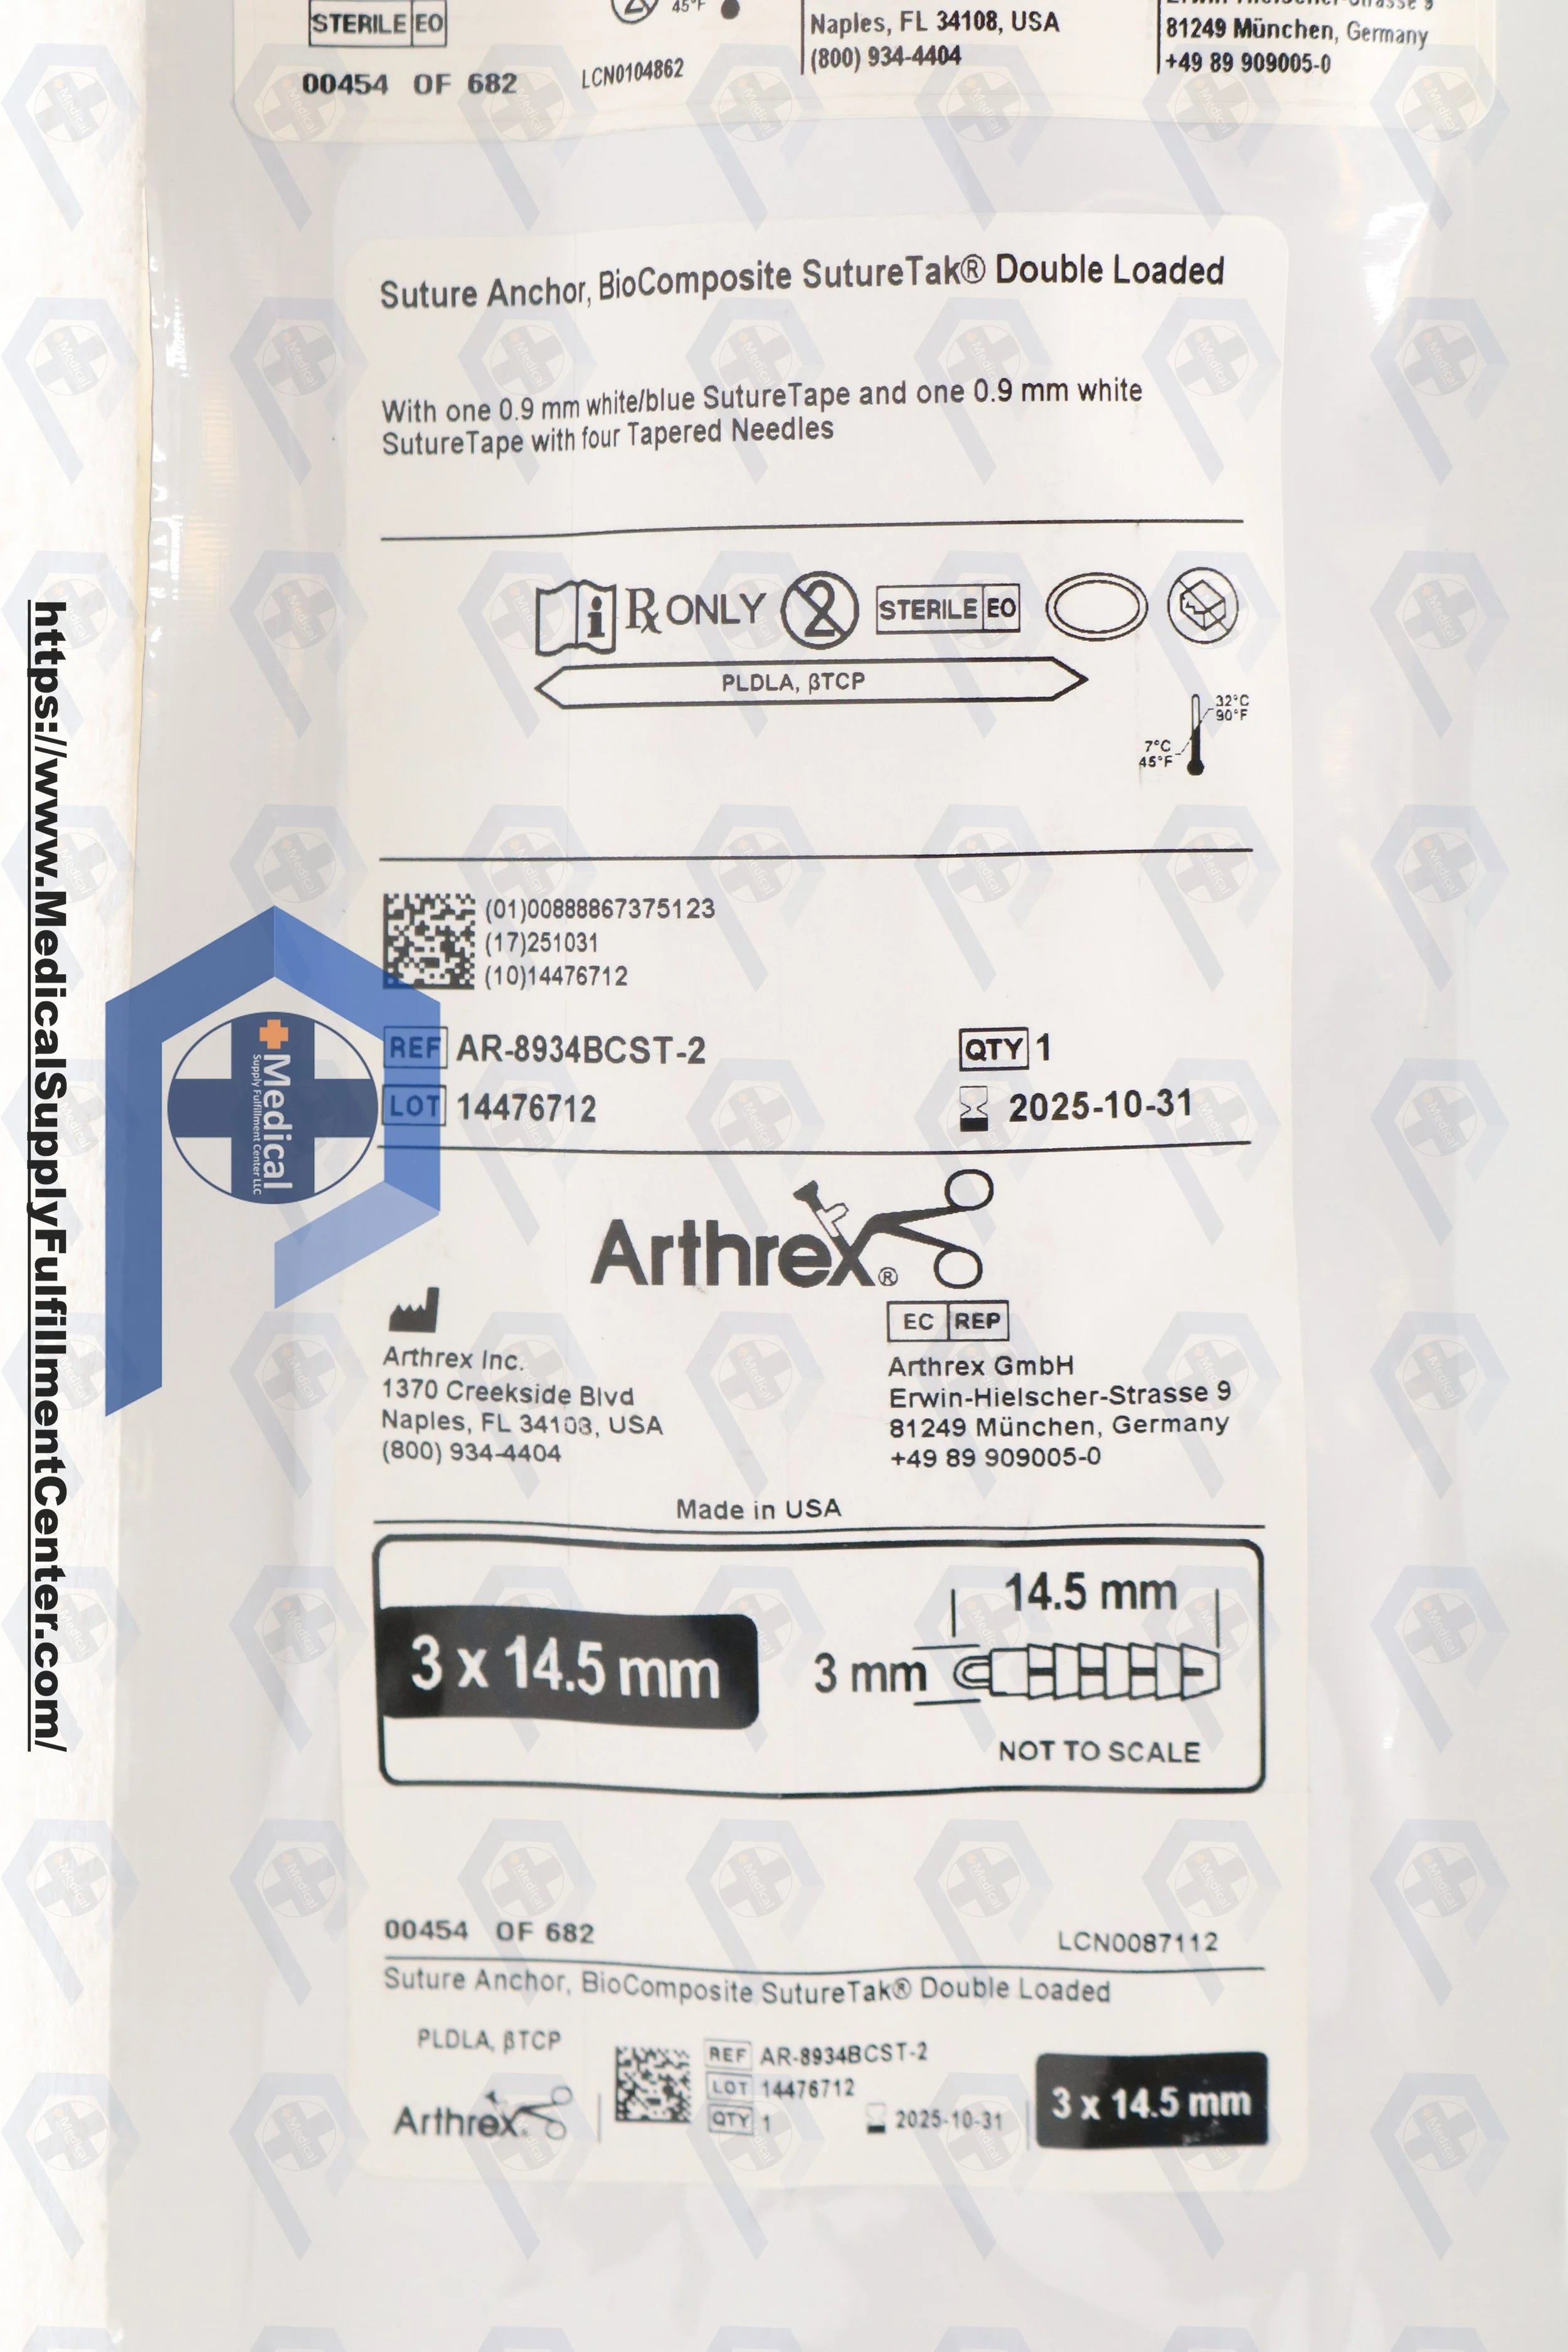 STERILE EO
45°F
Naples, FL 34108, USA
81249 München, Germany
(800) 934-4404
+49 89 909005-0
00454 OF 682
LCN0104862
Suture Anchor, BioComposite SutureTak® Double Loaded
With one 0.9 mm white/blue SutureTape and one 0.9 mm white
SutureTape with four Tapered Needles
i
Rx ONLY
2
STERILE EO
PLDLA, βTCP
32°C
90°F
7°C
45°F
(01)00888867375123
(17)251031
(10)14476712
REF AR-8934BCST-2
QTY 1
LOT 14476712
2025-10-31
Arthrex®
Arthrex Inc.
1370 Creekside Blvd
Naples, FL 34108, USA
(800) 934-4404
EC REP
Arthrex GmbH
Erwin-Hielscher-Strasse 9
81249 München, Germany
+49 89 909005-0
Made in USA
3 x 14.5 mm
14.5 mm
3 mm
NOT TO SCALE
00454 OF 682
LCN0087112
Suture Anchor, BioComposite SutureTak® Double Loaded
PLDLA, βTCP
Arthrex
REF AR-8934BCST-2
LOT 14476712
QTY 1
2025-10-31
3 x 14.5 mm
https://www.MedicalSupplyFulfillmentCenter.com/
Medical
Supply Fulfillment Center LLC